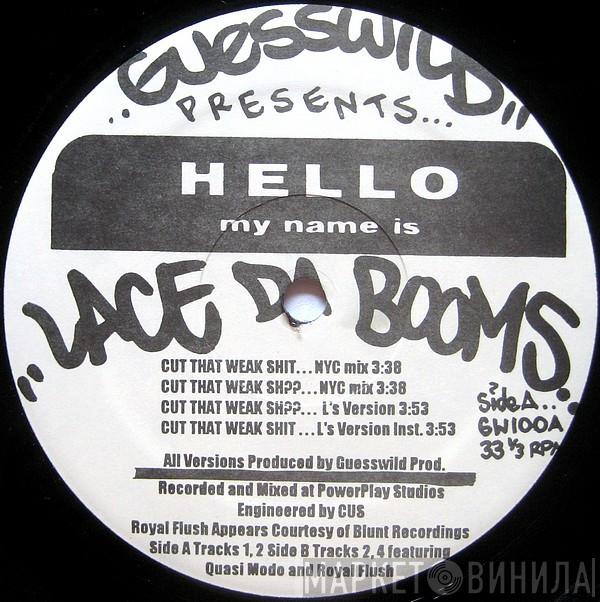 ..GUESSWILD..
PRESENTS...
HELLO
my name is
..LACE DA BOOMS..
CUT THAT WEAK SHIT...NYC mix 3:38
CUT THAT WEAK SH??...NYC mix 3:38
CUT THAT WEAK SH??... L's Version 3:53
CUT THAT WEAK SHIT ...L's Version Inst. 3:53
Side A..
GW100A
33 1/3 RPM
All Versions Produced by Guesswild Prod.
Recorded and Mixed at PowerPlay Studios
Engineered by CUS
Royal Flush Appears Courtesy of Blunt Recordings
Side A Tracks 1, 2 Side B Tracks 2, 4 featuring
Quasi Modo and Royal Flush
МАРКЕТ ВИНИЛА